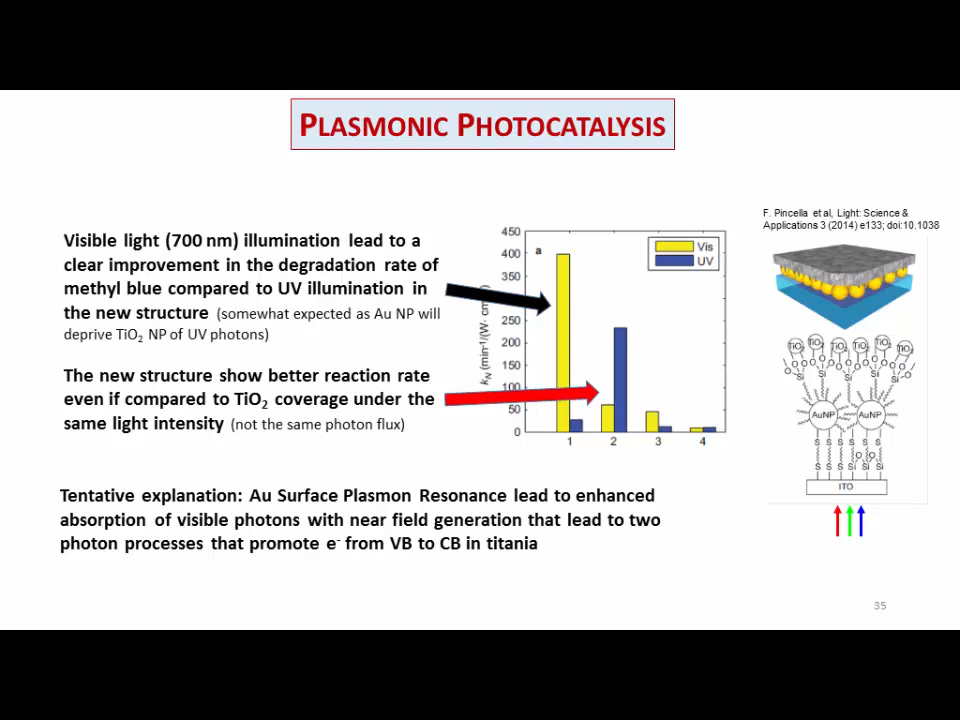 PLASMONIC PHOTOCATALYSIS
F. Pincella et al, Light: Science &
Applications 3 (2014) e133; doi:10.1038
Visible light (700 nm) illumination lead to a
clear improvement in the degradation rate of
methyl blue compared to UV illumination in
the new structure (somewhat expected as Au NP will
deprive TiO2 NP of UV photons)
The new structure show better reaction rate
even if compared to TiO2 coverage under the
same light intensity (not the same photon flux)
450
400
350
250
200
150
100
50
0
a
Vis
UV
1 2 3 4
TiO2 TiO2 TiO2 TiO2 TiO2 TiO2
O O O O O O O O O O
Si Si Si
AuNP AuNP
S S S S S
O O
S S S Si Si
ITO
Tentative explanation: Au Surface Plasmon Resonance lead to enhanced
absorption of visible photons with near field generation that lead to two
photon processes that promote e- from VB to CB in titania
35